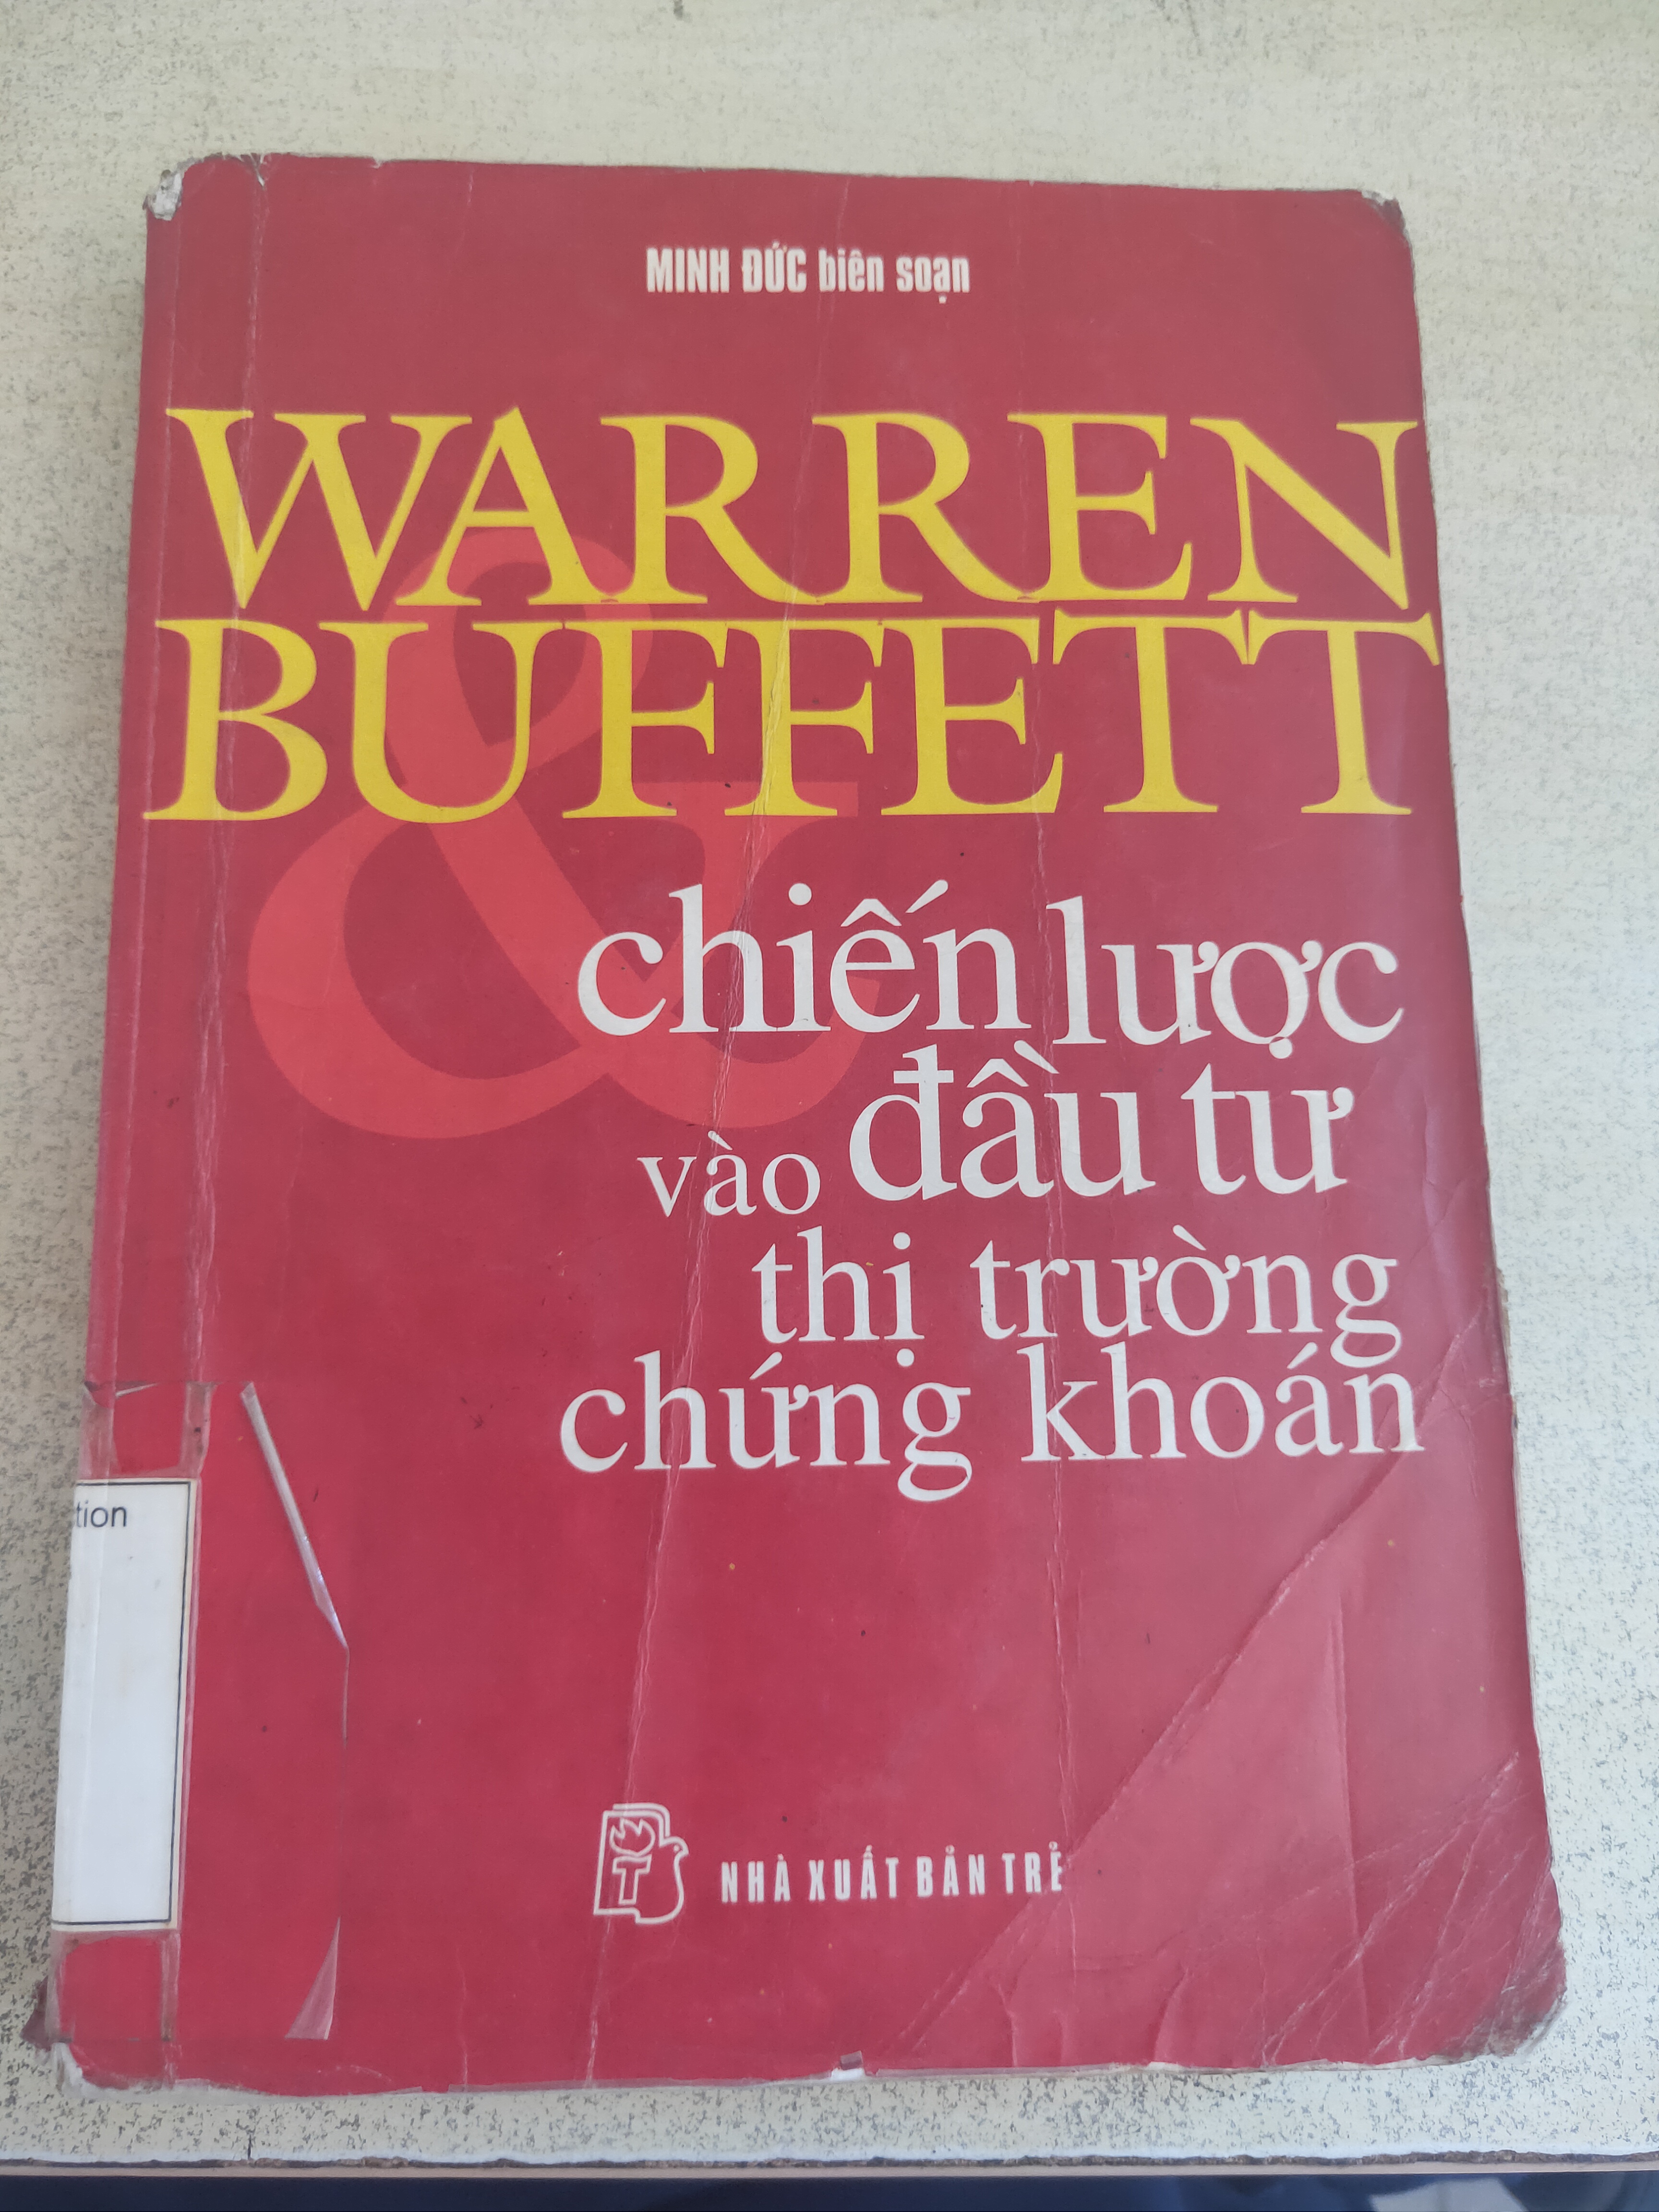 MINH ĐỨC biên soạn
WARREN
BUFFETT
&
chiến lược
vào đầu tư
thị trường
chứng khoán
tion
NHÀ XUẤT BẢN TRẺ